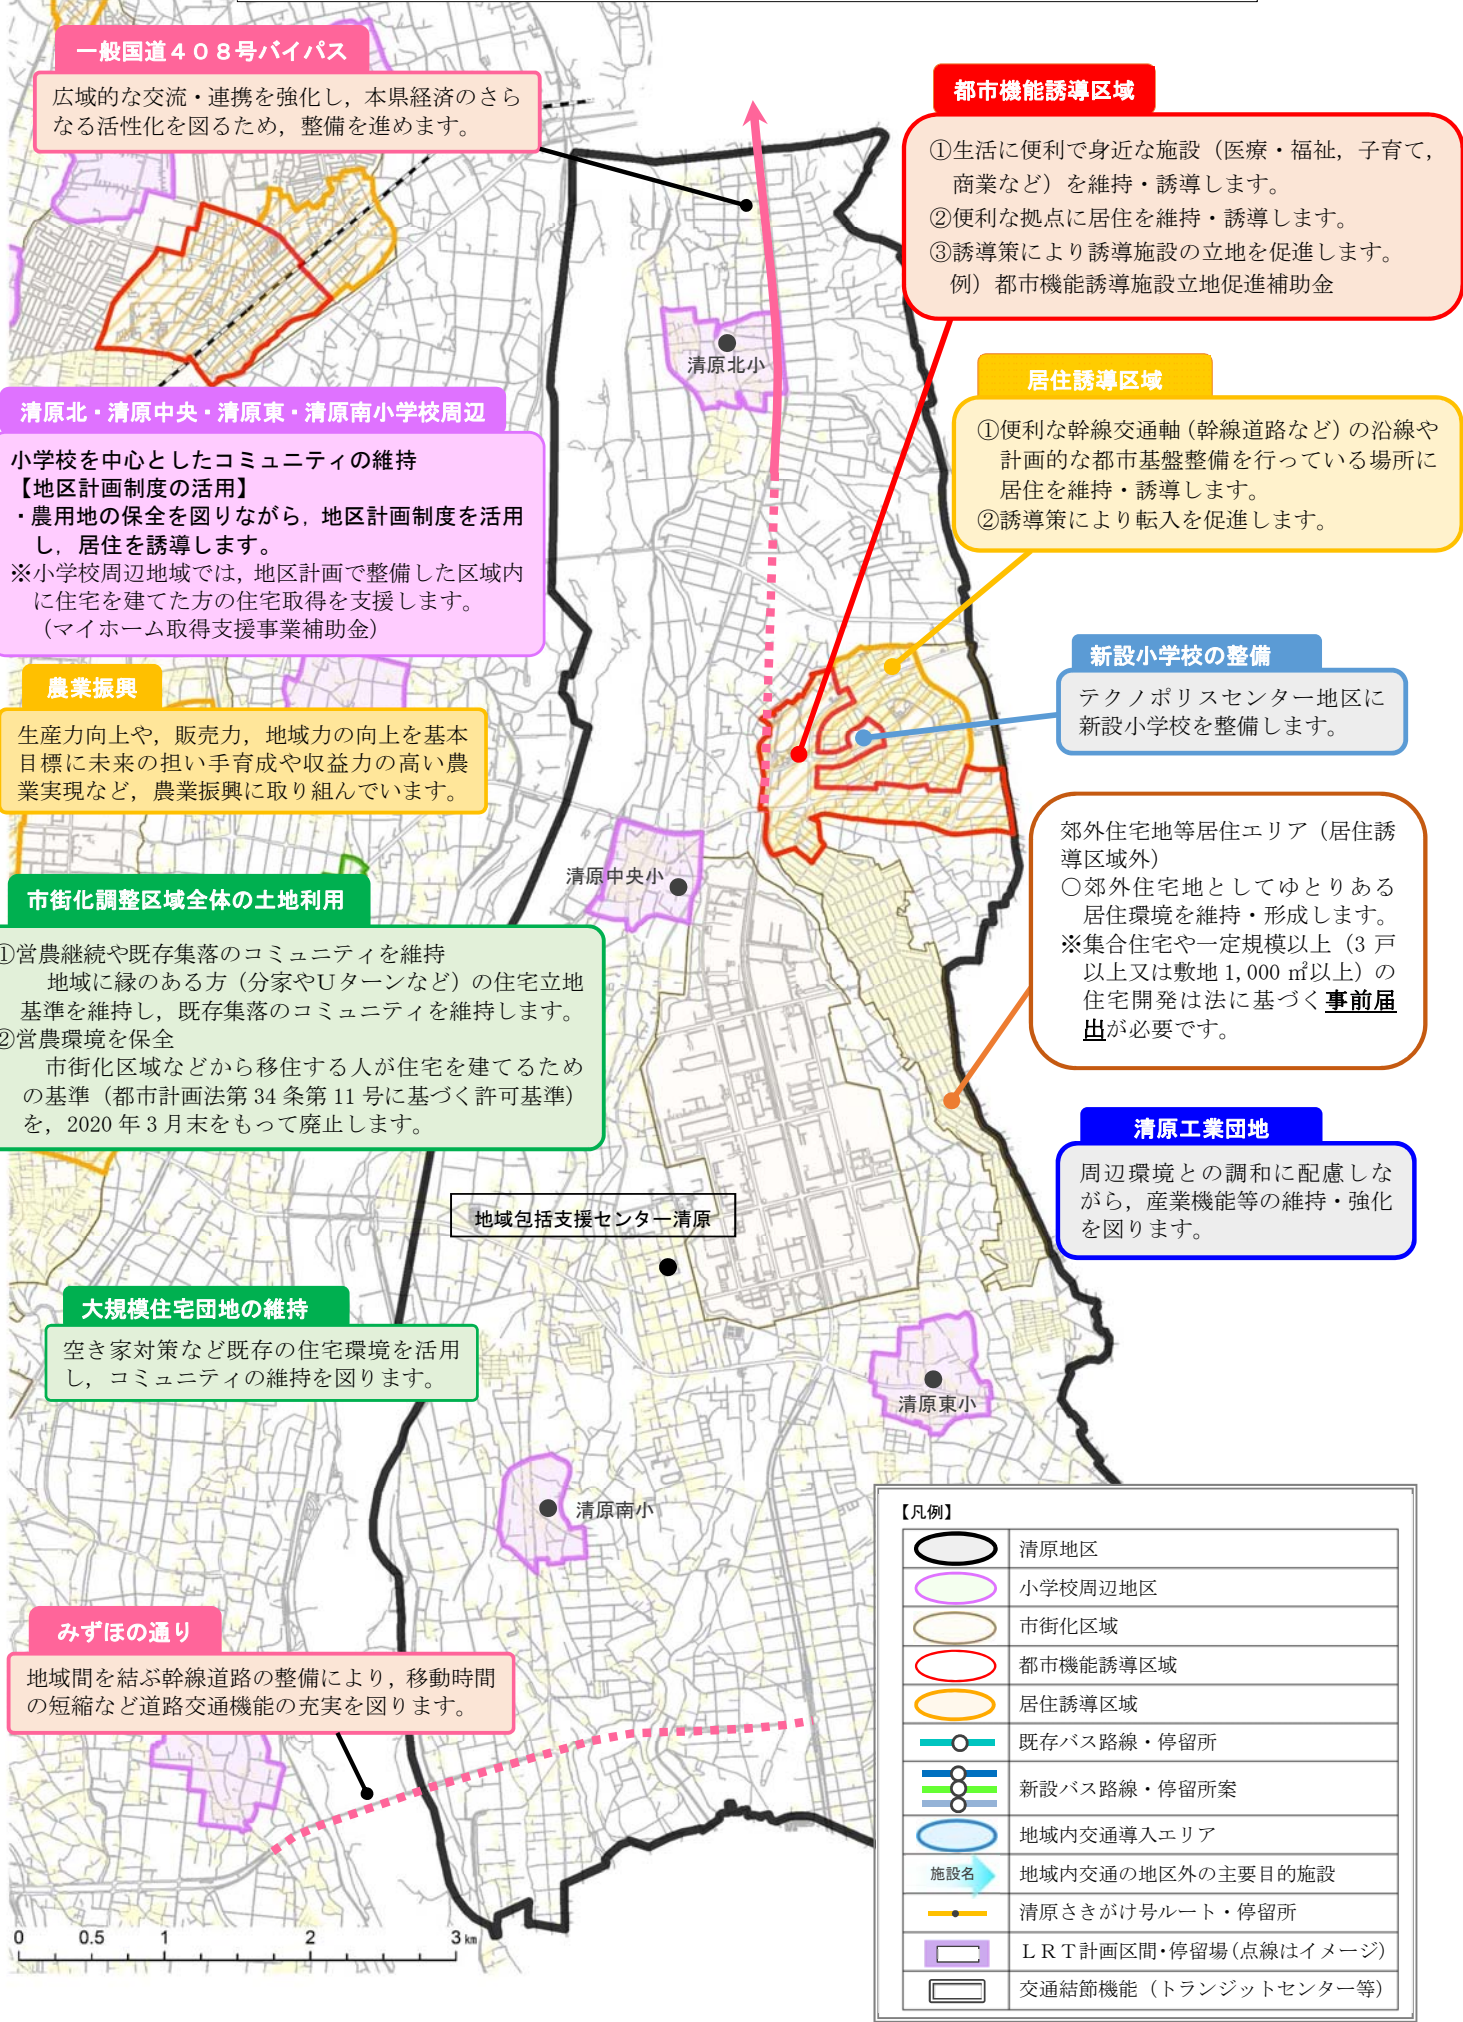 一般国道４０８号バイパス
広域的な交流・連携を強化し，本県経済のさら
なる活性化を図るため，整備を進めます。
都市機能誘導区域
①生活に便利で身近な施設（医療・福祉，子育て，
商業など）を維持・誘導します。
②便利な拠点に居住を維持・誘導します。
③誘導策により誘導施設の立地を促進します。
例）都市機能誘導施設立地促進補助金
清原北小
居住誘導区域
①便利な幹線交通軸（幹線道路など）の沿線や
計画的な都市基盤整備を行っている場所に
居住を維持・誘導します。
②誘導策により転入を促進します。
清原北・清原中央・清原東・清原南小学校周辺
小学校を中心としたコミュニティの維持
【地区計画制度の活用】
・農用地の保全を図りながら，地区計画制度を活用
し，居住を誘導します。
※小学校周辺地域では，地区計画で整備した区域内
に住宅を建てた方の住宅取得を支援します。
（マイホーム取得支援事業補助金）
新設小学校の整備
テクノポリスセンター地区に
新設小学校を整備します。
農業振興
生産力向上や，販売力，地域力の向上を基本
目標に未来の担い手育成や収益力の高い農
業実現など，農業振興に取り組んでいます。
郊外住宅地等居住エリア（居住誘
導区域外）
○郊外住宅地としてゆとりある
居住環境を維持・形成します。
※集合住宅や一定規模以上（3 戸
以上又は敷地 1,000 ㎡以上）の
住宅開発は法に基づく事前届
出が必要です。
清原中央小
市街化調整区域全体の土地利用
①営農継続や既存集落のコミュニティを維持
地域に縁のある方（分家やＵターンなど）の住宅立地
基準を維持し，既存集落のコミュニティを維持します。
②営農環境を保全
市街化区域などから移住する人が住宅を建てるため
の基準（都市計画法第 34 条第 11 号に基づく許可基準）
を，2020 年 3 月末をもって廃止します。
清原工業団地
周辺環境との調和に配慮しな
がら，産業機能等の維持・強化
を図ります。
地域包括支援センター清原
大規模住宅団地の維持
空き家対策など既存の住宅環境を活用
し，コミュニティの維持を図ります。
清原東小
清原南小
みずほの通り
地域間を結ぶ幹線道路の整備により，移動時間
の短縮など道路交通機能の充実を図ります。
【凡例】
清原地区
小学校周辺地区
市街化区域
都市機能誘導区域
居住誘導区域
既存バス路線・停留所
新設バス路線・停留所案
地域内交通導入エリア
施設名 地域内交通の地区外の主要目的施設
清原さきがけ号ルート・停留所
ＬＲＴ計画区間・停留場（点線はイメージ）
交通結節機能（トランジットセンター等）
0 0.5 1 2 3 km